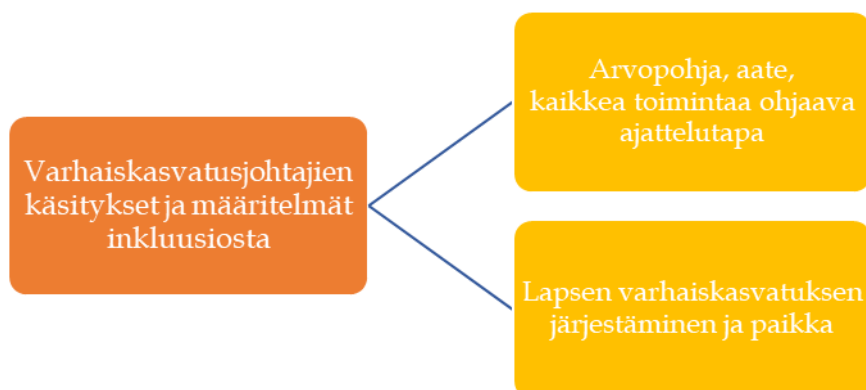 Varhaiskasvatusjohtajien
käsitykset ja määritelmät
inkluusiosta
Arvopohja, aate,
kaikkea toimintaa ohjaava
ajattelutapa
Lapsen varhaiskasvatuksen
järjestäminen ja paikka